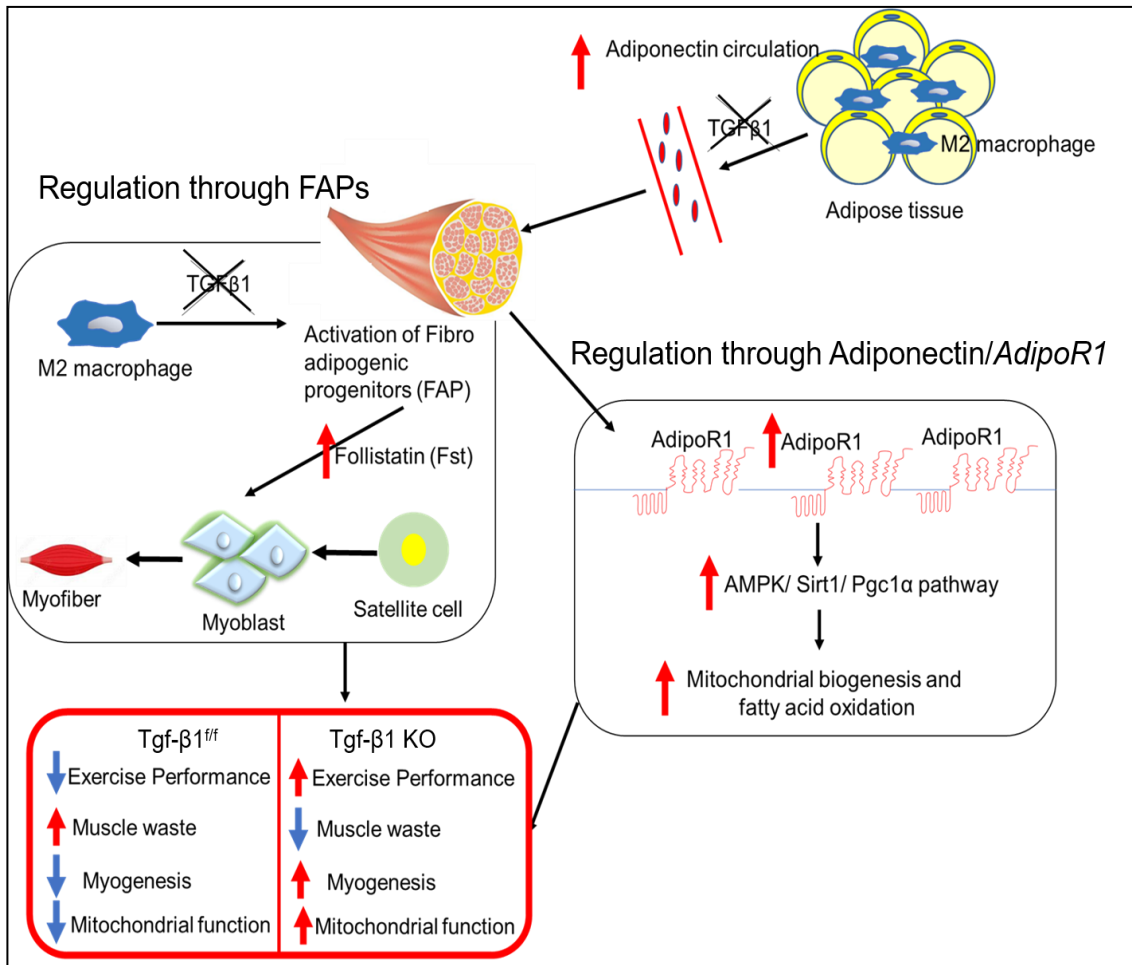 Adiponectin circulation
TGFβ1
M2 macrophage
Adipose tissue
Regulation through FAPs
TGFβ1
M2 macrophage
Activation of Fibro
adipogenic
progenitors (FAP)
Follistatin (Fst)
Myofiber
Myoblast
Satellite cell
Regulation through Adiponectin/AdipoR1
AdipoR1
AdipoR1
AdipoR1
AMPK/ Sirt1/ Pgc1α pathway
Mitochondrial biogenesis and
fatty acid oxidation
Tgf-β1f/f
Exercise Performance
Muscle waste
Myogenesis
Mitochondrial function
Tgf-β1 KO
Exercise Performance
Muscle waste
Myogenesis
Mitochondrial function